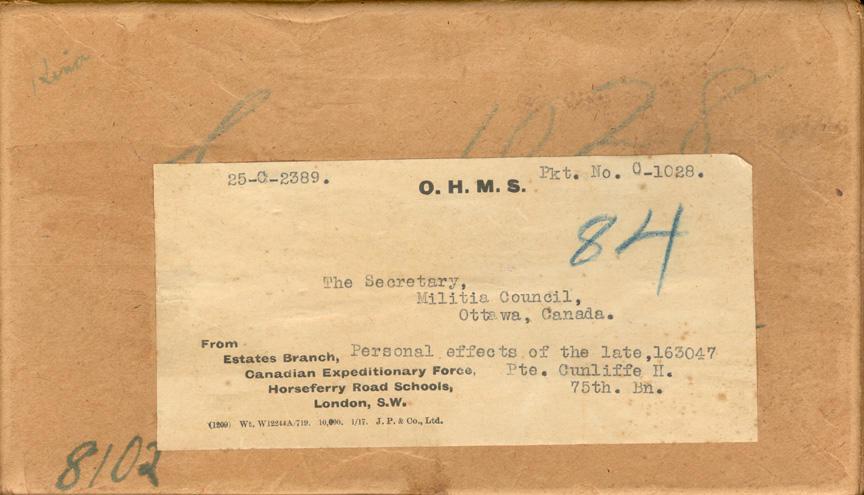 1028
25-C-2389.
O. H. M. S.
Pkt. No. C-1028.
84
The Secretary,
Militia Council,
Ottawa, Canada.
From
Estates Branch,
Canadian Expeditionary Force,
Horseferry Road Schools,
London, S.W.
Personal effects of the late,163047
Pte. Cunliffe H.
75th. Bn.
(1209) Wt. W12244A/719. 10,000. 1/17. J. P. & Co., Ltd.
8102